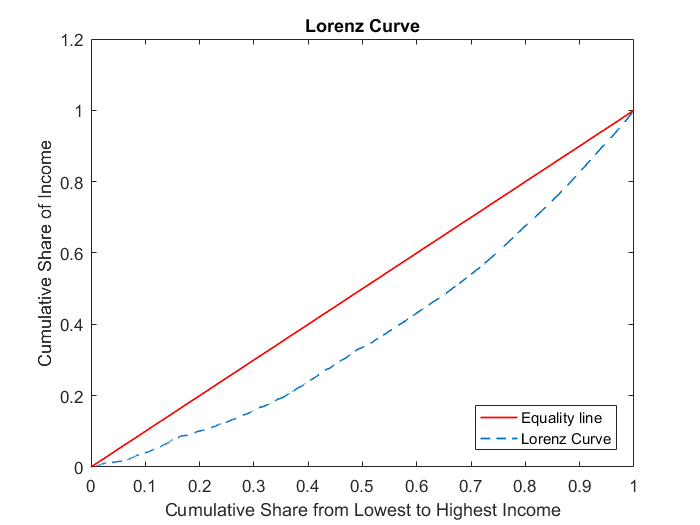 Lorenz Curve
Cumulative Share of Income
1.2
1
0.8
0.6
0.4
0.2
0
0 0.1 0.2 0.3 0.4 0.5 0.6 0.7 0.8 0.9 1
Cumulative Share from Lowest to Highest Income
Equality line
Lorenz Curve